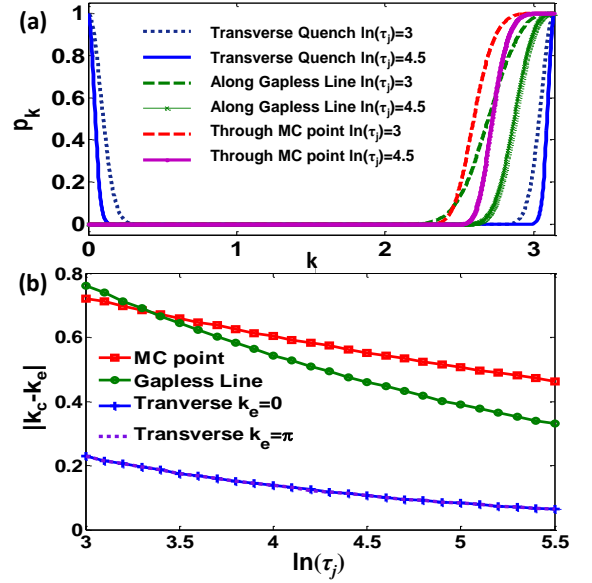 (a)
1
0.8
0.6
0.4
0.2
0
p_k
Transverse Quench ln(τ_j)=3
Transverse Quench ln(τ_j)=4.5
Along Gapless Line ln(τ_j)=3
Along Gapless Line ln(τ_j)=4.5
Through MC point ln(τ_j)=3
Through MC point ln(τ_j)=4.5
0 1 2 3
k
(b)
0.8
0.6
0.4
0.2
0
|k_c-k_e|
MC point
Gapless Line
Tranverse k_e=0
Transverse k_e=π
3 3.5 4 4.5 5 5.5
ln(τ_j)